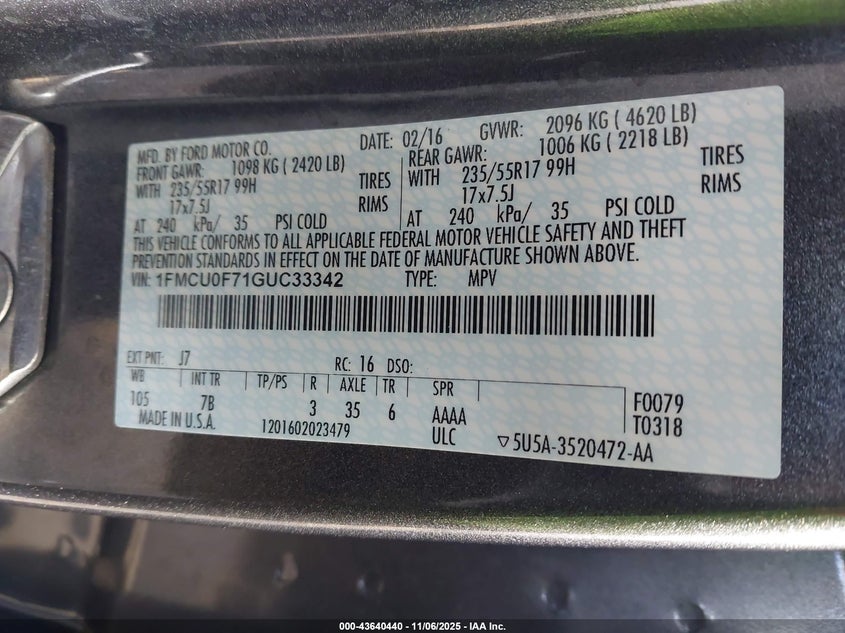 MFD. BY FORD MOTOR CO.
DATE: 02/16 GVWR: 2096 KG ( 4620 LB)
FRONT GAWR: 1098 KG ( 2420 LB)
WITH 235/55R17 99H TIRES
17x7.5J RIMS
AT 240 kPa/ 35 PSI COLD
REAR GAWR: 1006 KG ( 2218 LB)
WITH 235/55R17 99H TIRES
17x7.5J RIMS
AT 240 kPa/ 35 PSI COLD
THIS VEHICLE CONFORMS TO ALL APPLICABLE FEDERAL MOTOR VEHICLE SAFETY AND THEFT
PREVENTION STANDARDS IN EFFECT ON THE DATE OF MANUFACTURE SHOWN ABOVE.
VIN: 1FMCU0F71GUC33342 TYPE: MPV
EXT PNT: J7 RC: 16 DSO:
WB INT TR TP/PS R AXLE TR SPR
105 7B 3 35 6 AAAA F0079
MADE IN U.S.A. 1201602023479 ULC T0318
▽5U5A-3520472-AA
000-43640440 - 11/06/2025 - IAA Inc.